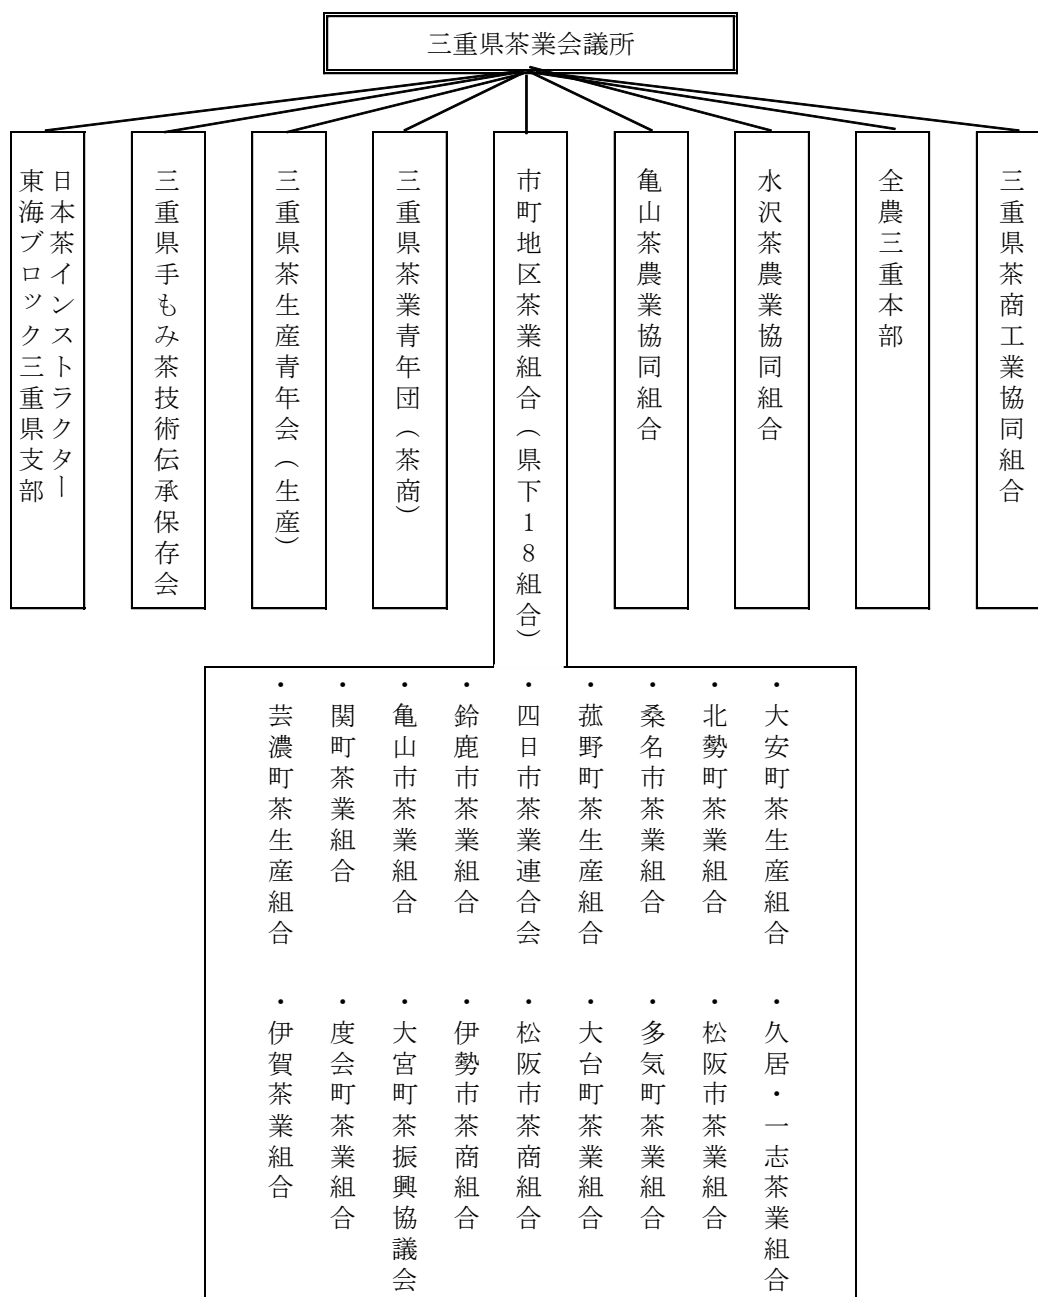 三重県茶業会議所
三重県茶商工業協同組合
全農三重本部
水沢茶農業協同組合
亀山茶農業協同組合
市町地区茶業組合（県下１８組合）
三重県茶業青年団（茶商）
三重県茶生産青年会（生産）
三重県手もみ茶技術伝承保存会
日本茶インストラクター
東海ブロック三重県支部
・大安町茶生産組合
・北勢町茶業組合
・桑名市茶業組合
・菰野町茶生産組合
・四日市茶業連合会
・鈴鹿市茶業組合
・亀山市茶業組合
・関町茶業組合
・芸濃町茶生産組合
・久居・一志茶業組合
・松阪市茶業組合
・多気町茶業組合
・大台町茶業組合
・松阪市茶商組合
・伊勢市茶商組合
・大宮町茶振興協議会
・度会町茶業組合
・伊賀茶業組合